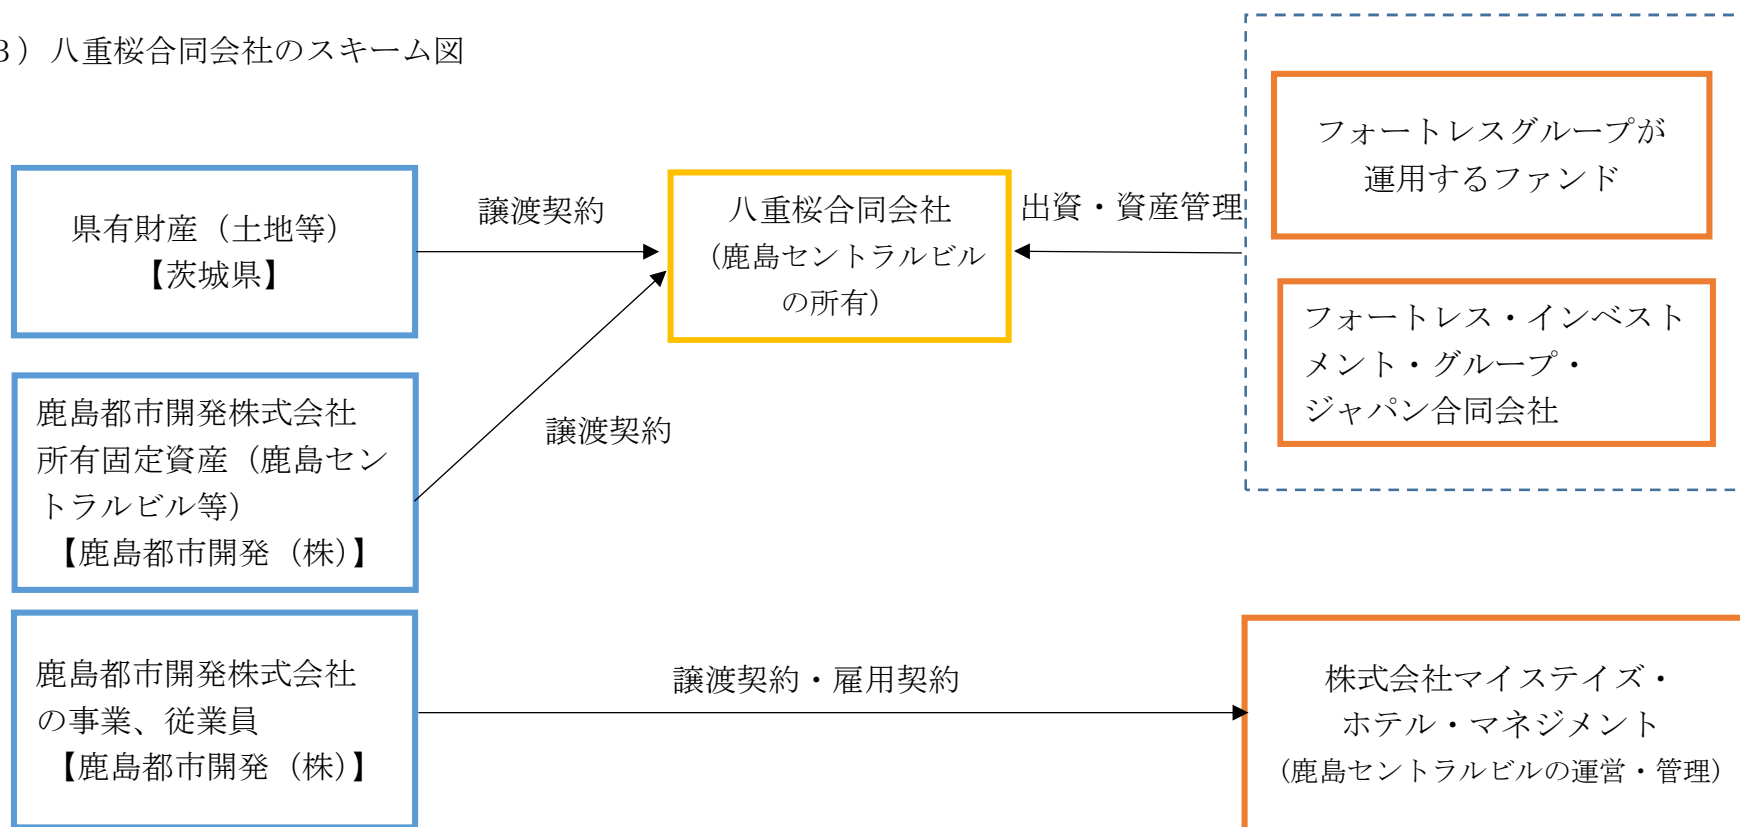 3）八重桜合同会社のスキーム図
県有財産（土地等）
【茨城県】
譲渡契約
八重桜合同会社
（鹿島セントラルビル
の所有）
出資・資産管理
フォートレスグループが
運用するファンド
フォートレス・インベスト
メント・グループ・
ジャパン合同会社
鹿島都市開発株式会社
所有固定資産（鹿島セン
トラルビル等）
【鹿島都市開発（株）】
譲渡契約
鹿島都市開発株式会社
の事業、従業員
【鹿島都市開発（株）】
譲渡契約・雇用契約
株式会社マイステイズ・
ホテル・マネジメント
（鹿島セントラルビルの運営・管理）